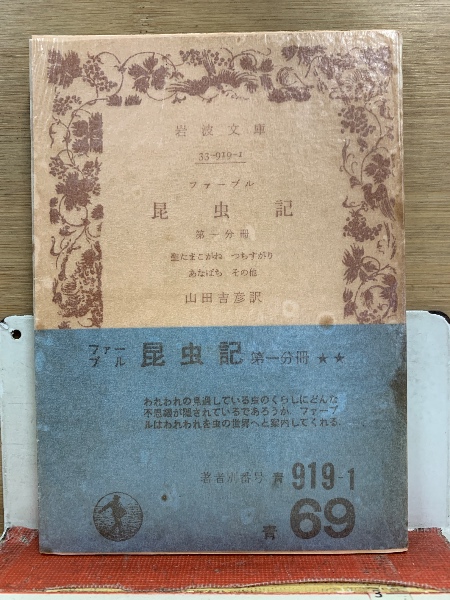 岩波文庫
33-919-1
ファーブル
昆虫記
第一分冊
聖たまこがね つちすがり
あなばち その他
山田吉彦訳
ファーブル 昆虫記 第一分冊 ★★
われわれの見過している虫のくらしにどんな
不思議が隠されているであろうか。ファーブ
ルはわれわれを虫の世界へと案内してくれる.
著者別番号 青 919-1
青 69
3